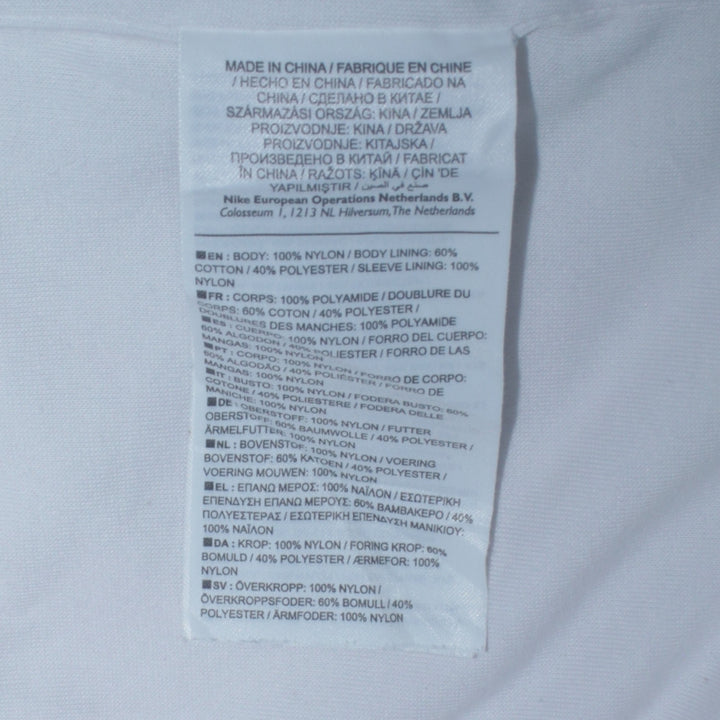 MADE IN CHINA / FABRIQUE EN CHINE
/ HECHO EN CHINA / FABRICADO NA
CHINA / СДЕЛАНО В КИТАЕ /
SZÁRMAZÁSI ORSZÁG: KÍNA / ZEMLJA
PROIZVODNJE: KINA / DRŽAVA
PROIZVODNJE: KITAJSKA /
ПРОИЗВЕДЕНО В КИТАЙ / FABRICAT
ÎN CHINA / RAŽOTS: ĶĪNĀ / ÇİN 'DE
YAPILMIŞTIR / صنع في الصين
Nike European Operations Netherlands B.V.
Colosseum 1, 1213 NL Hilversum, The Netherlands
EN : BODY: 100% NYLON / BODY LINING: 60%
COTTON / 40% POLYESTER / SLEEVE LINING: 100%
NYLON
FR : CORPS: 100% POLYAMIDE / DOUBLURE DU
CORPS: 60% COTON / 40% POLYESTER /
DOUBLURES DES MANCHES: 100% POLYAMIDE
ES : CUERPO: 100% NYLON / FORRO DEL CUERPO:
60% ALGODON / 40% POLIESTER / FORRO DE LAS
MANGAS: 100% NYLON
PT : CORPO: 100% NYLON / FORRO DE CORPO:
60% ALGODÃO / 40% POLIÉSTER / FORRO DE
MANGAS: 100% NYLON
IT : BUSTO: 100% NYLON / FODERA BUSTO: 60%
COTONE / 40% POLIESTERE / FODERA DELLE
MANICHE: 100% NYLON
DE : OBERSTOFF: 100% NYLON / FUTTER
OBERSTOFF: 60% BAUMWOLLE / 40% POLYESTER /
ÄRMELFUTTER: 100% NYLON
NL : BOVENSTOF: 100% NYLON / VOERING
BOVENSTOF: 60% KATOEN / 40% POLYESTER /
VOERING MOUWEN: 100% NYLON
EL : ΕΠΑΝΩ ΜΕΡΟΣ: 100% ΝΑΪΛΟΝ / ΕΣΩΤΕΡΙΚΗ
ΕΠΕΝΔΥΣΗ ΕΠΑΝΩ ΜΕΡΟΥΣ: 60% ΒΑΜΒΑΚΕΡΟ / 40%
ΠΟΛΥΕΣΤΕΡΑΣ / ΕΣΩΤΕΡΙΚΗ ΕΠΕΝΔΥΣΗ ΜΑΝΙΚΙΟΥ:
100% ΝΑΪΛΟΝ
DA : KROP: 100% NYLON / FORING KROP: 60%
BOMULD / 40% POLYESTER / ÆRMEFOR: 100%
NYLON
SV : ÖVERKROPP: 100% NYLON /
ÖVERKROPPSFODER: 60% BOMULL / 40%
POLYESTER / ÄRMFODER: 100% NYLON